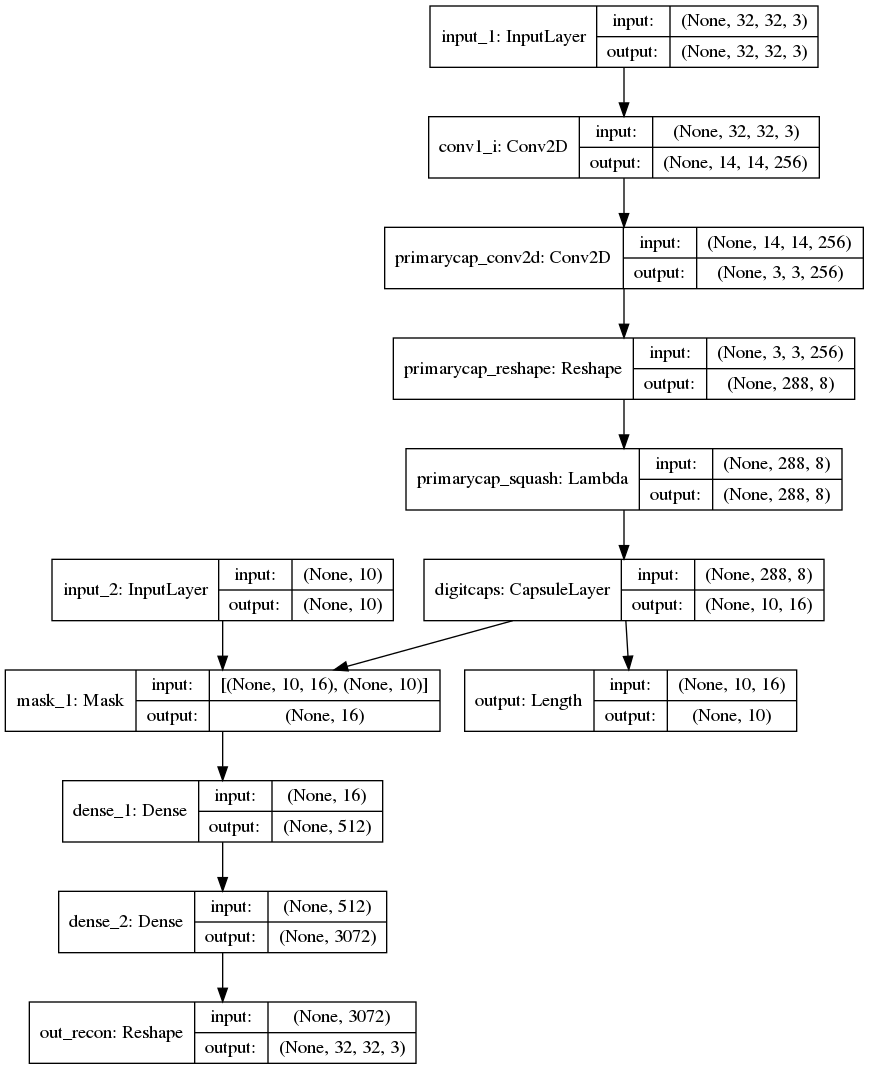 input_1: InputLayer
input: (None, 32, 32, 3)
output: (None, 32, 32, 3)
conv1_i: Conv2D
input: (None, 32, 32, 3)
output: (None, 14, 14, 256)
primarycap_conv2d: Conv2D
input: (None, 14, 14, 256)
output: (None, 3, 3, 256)
primarycap_reshape: Reshape
input: (None, 3, 3, 256)
output: (None, 288, 8)
primarycap_squash: Lambda
input: (None, 288, 8)
output: (None, 288, 8)
input_2: InputLayer
input: (None, 10)
output: (None, 10)
digitcaps: CapsuleLayer
input: (None, 288, 8)
output: (None, 10, 16)
mask_1: Mask
input: [(None, 10, 16), (None, 10)]
output: (None, 16)
output: Length
input: (None, 10, 16)
output: (None, 10)
dense_1: Dense
input: (None, 16)
output: (None, 512)
dense_2: Dense
input: (None, 512)
output: (None, 3072)
out_recon: Reshape
input: (None, 3072)
output: (None, 32, 32, 3)